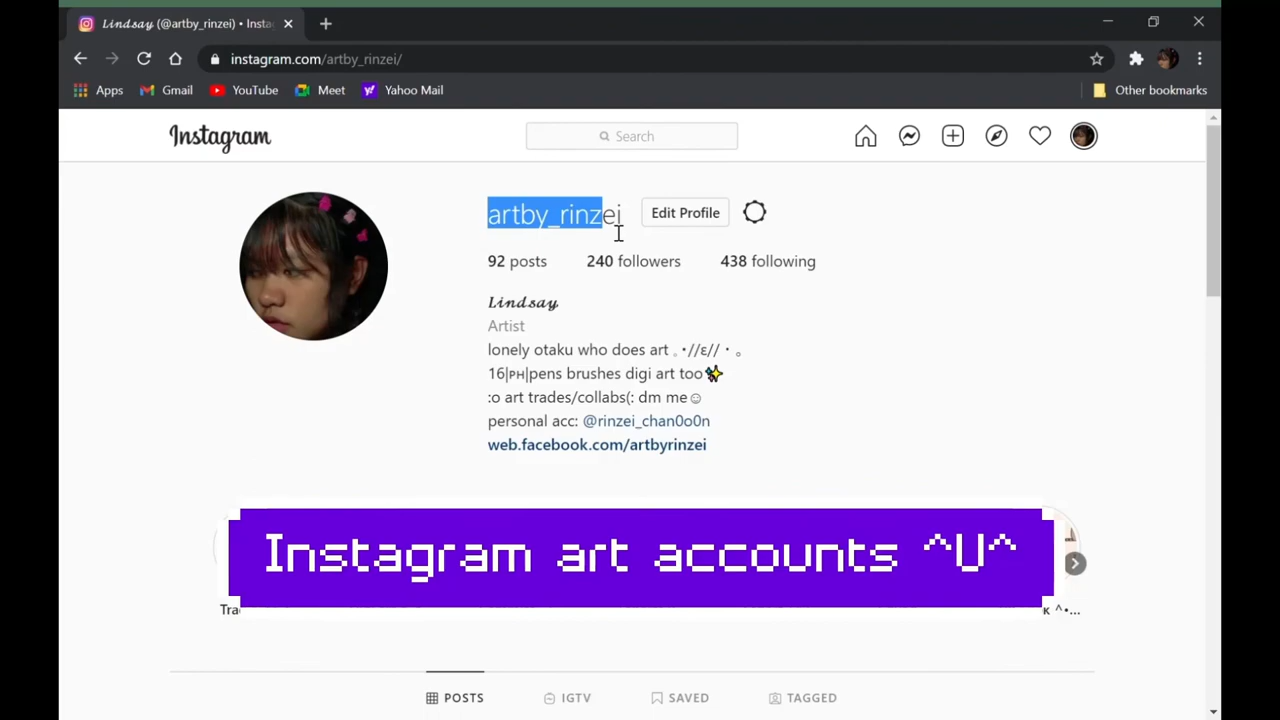 Lindsay (@artby_rinzei) • Insta
instagram.com/artby_rinzei/
Apps Gmail YouTube Meet Yahoo Mail Other bookmarks
Instagram
Search
artby_rinzei Edit Profile
92 posts 240 followers 438 following
𝓛𝓲𝓷𝓭𝓼𝓪𝔂
Artist
lonely otaku who does art 。･//ε//･ 。
16|ᴘʜ|pens brushes digi art too✨
:o art trades/collabs(: dm me☺
personal acc: @rinzei_chan0o0n
web.facebook.com/artbyrinzei
Instagram art accounts ^U^
POSTS IGTV SAVED TAGGED